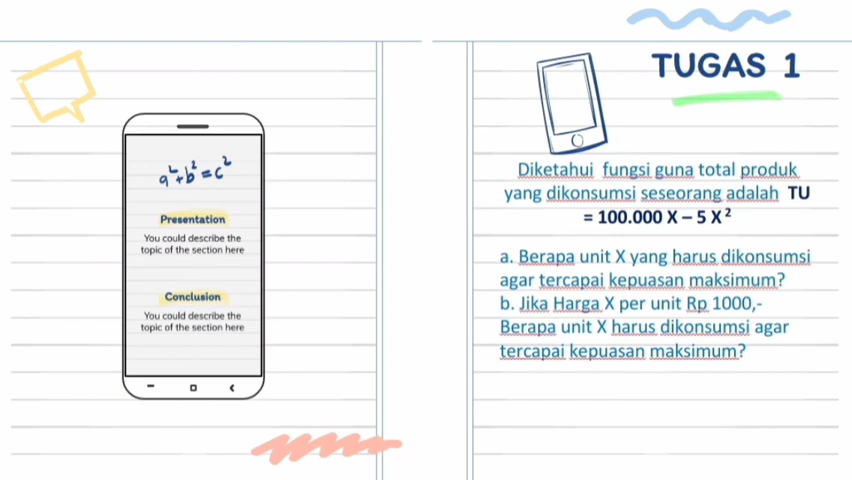 a²+b²=c²
Presentation
You could describe the
topic of the section here
Conclusion
You could describe the
topic of the section here
TUGAS 1
Diketahui fungsi guna total produk
yang dikonsumsi seseorang adalah TU
= 100.000 X – 5 X²
a. Berapa unit X yang harus dikonsumsi
agar tercapai kepuasan maksimum?
b. Jika Harga X per unit Rp 1000,-
Berapa unit X harus dikonsumsi agar
tercapai kepuasan maksimum?